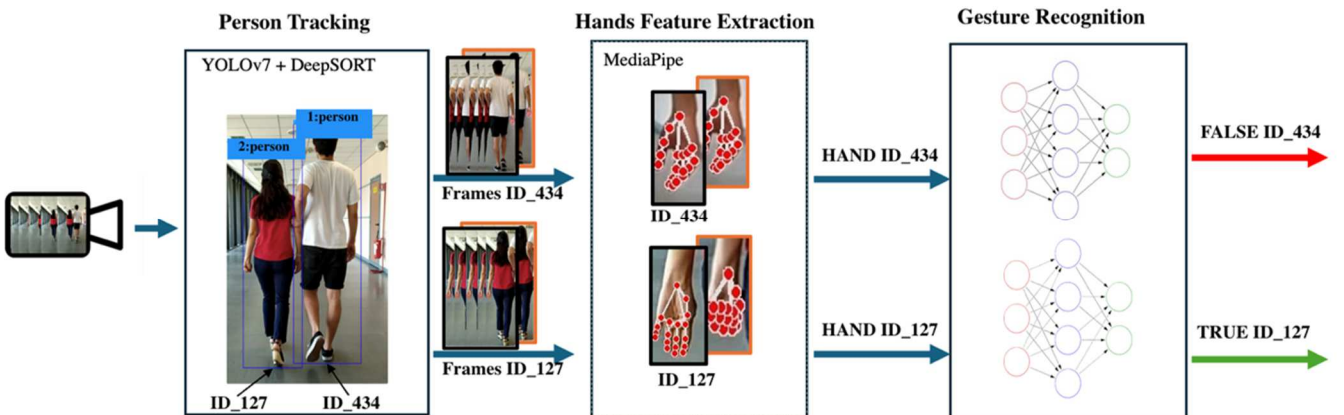 Person Tracking
Hands Feature Extraction
Gesture Recognition
YOLOv7 + DeepSORT
MediaPipe
1:person
2:person
FALSE ID_434
HAND ID_434
Frames ID_434
ID_434
TRUE ID_127
HAND ID_127
Frames ID_127
ID_127
ID_127
ID_434